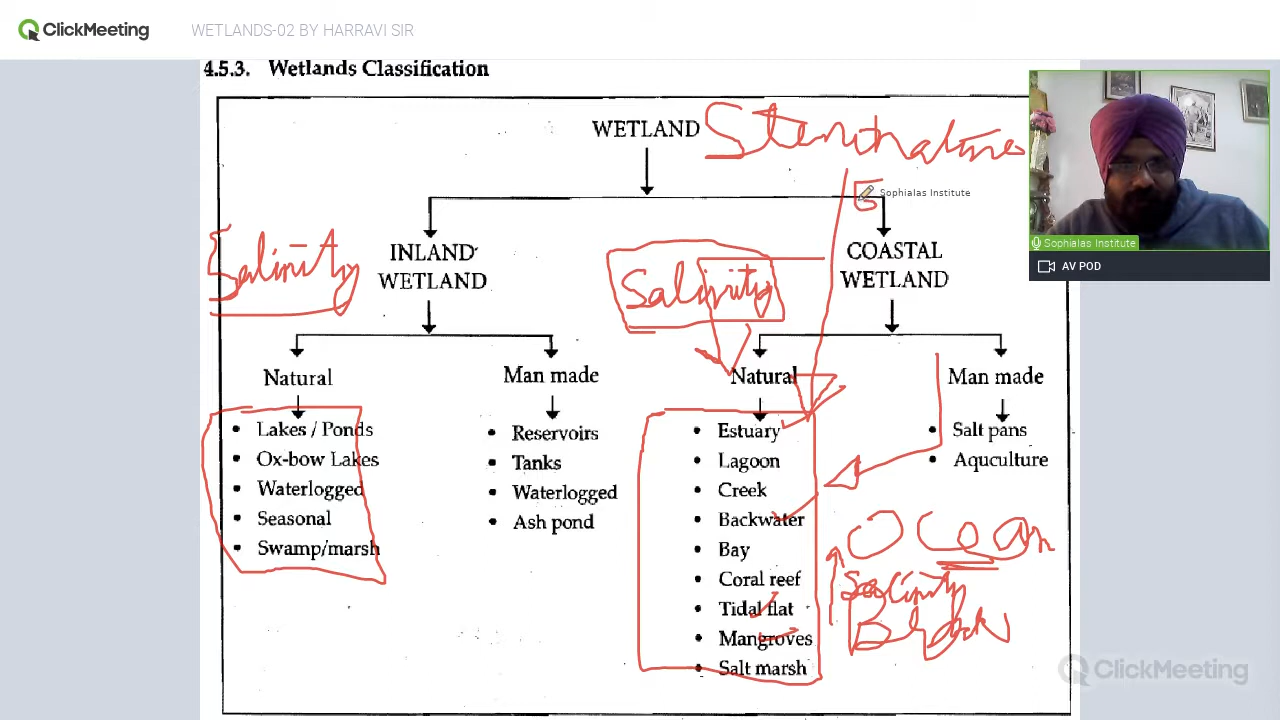 ClickMeeting
WETLANDS-02 BY HARRAVI SIR
4.5.3. Wetlands Classification
WETLAND
E
Sophialas Institute
INLAND
WETLAND
COASTAL
WETLAND
Salinity
Salinity
Natural
Man made
Natural
Man made
• Lakes / Ponds
• Ox-bow Lakes
• Waterlogged
• Seasonal
• Swamp/marsh
• Reservoirs
• Tanks
• Waterlogged
• Ash pond
• Estuary
• Lagoon
• Creek
• Backwater
• Bay
• Coral reef
• Tidal flat
• Mangroves
• Salt marsh
• Salt pans
• Aquculture
Ocean
Salinity
Sophialas Institute
AV POD
ClickMeeting